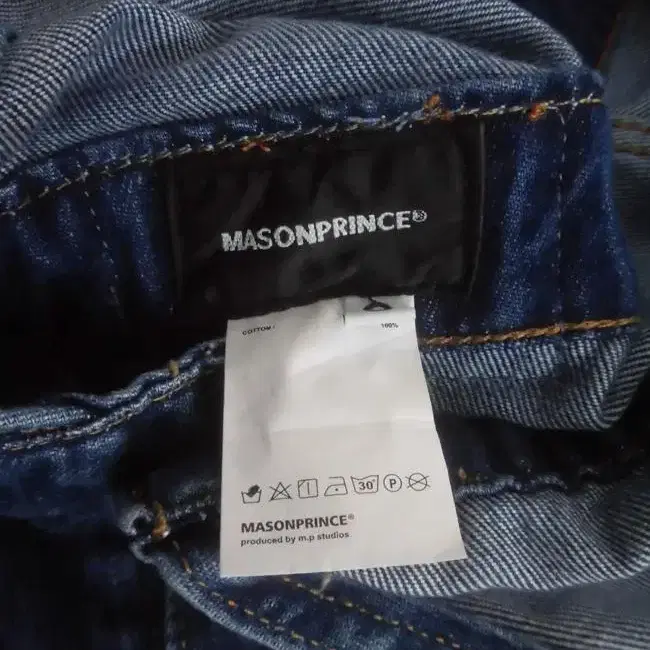 MASONPRINCE®
COTTON 100%
30°
P
MASONPRINCE®
produced by m.p studios